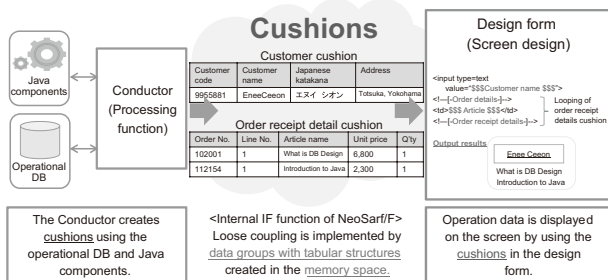 Cushions
Java
components
Operational
DB
Conductor
(Processing
function)
Customer cushion
Customer code Customer name Japanese katakana Address
9955881 EneeCeeon エヌイ シオン Totsuka, Yokohama
Order receipt detail cushion
Order No. Line No. Article name Unit price Q'ty
102001 1 What is DB Design 6,800 1
112154 1 Introduction to Java 2,300 1
Design form
(Screen design)
<input type=text
value="$$$Customer name $$$">
<!—[-Order details-]-->
<td>$$$ Article $$$</td>
<!—[-Order receipt details-]-->
Looping of
order receipt
details cushion
Output results
Enee Ceeon
What is DB Design
Introduction to Java
The Conductor creates
cushions using the
operational DB and Java
components.
<Internal IF function of NeoSarf/F>
Loose coupling is implemented by
data groups with tabular structures
created in the memory space.
Operation data is displayed
on the screen by using the
cushions in the design
form.